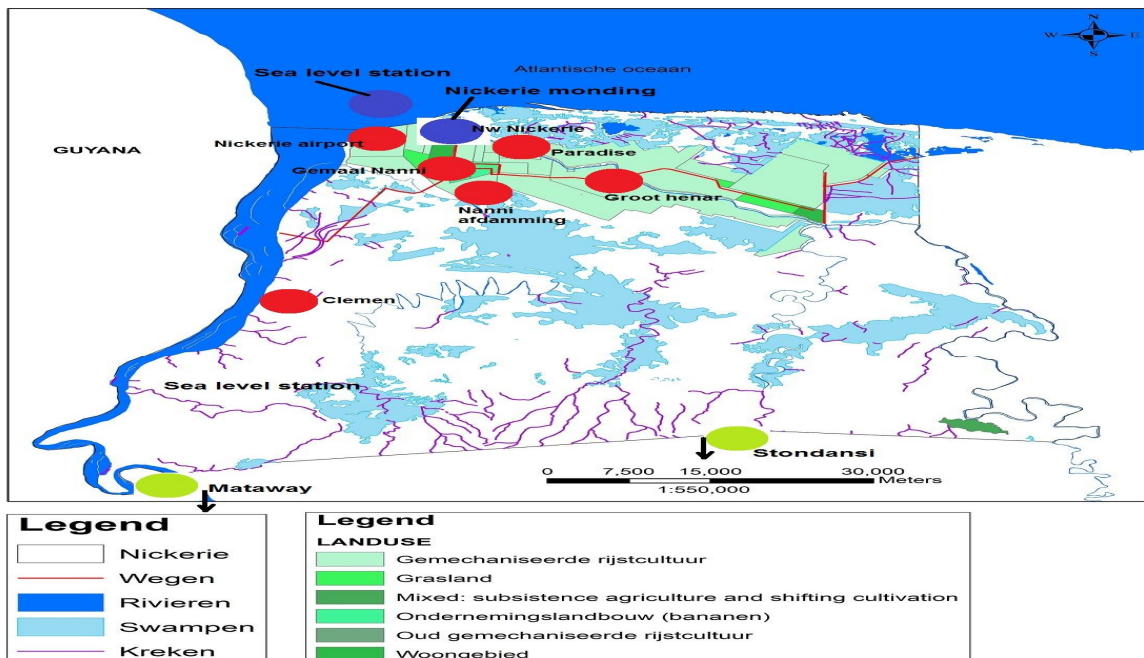 N
W
E
S
Atlantische oceaan
Sea level station
Nickerie monding
Nw Nickerie
Nickerie airport
Paradise
GUYANA
Gemaal Nanni
Groot henar
Nanni
afdamming
Clemen
Sea level station
Stondansi
Mataway
0 7,500 15,000 30,000
Meters
1:550,000
Legend
Nickerie
Wegen
Rivieren
Swampen
Kreken
Legend
LANDUSE
Gemechaniseerde rijstcultuur
Grasland
Mixed: subsistence agriculture and shifting cultivation
Ondernemingslandbouw (bananen)
Oud gemechaniseerde rijstcultuur
Woongebied